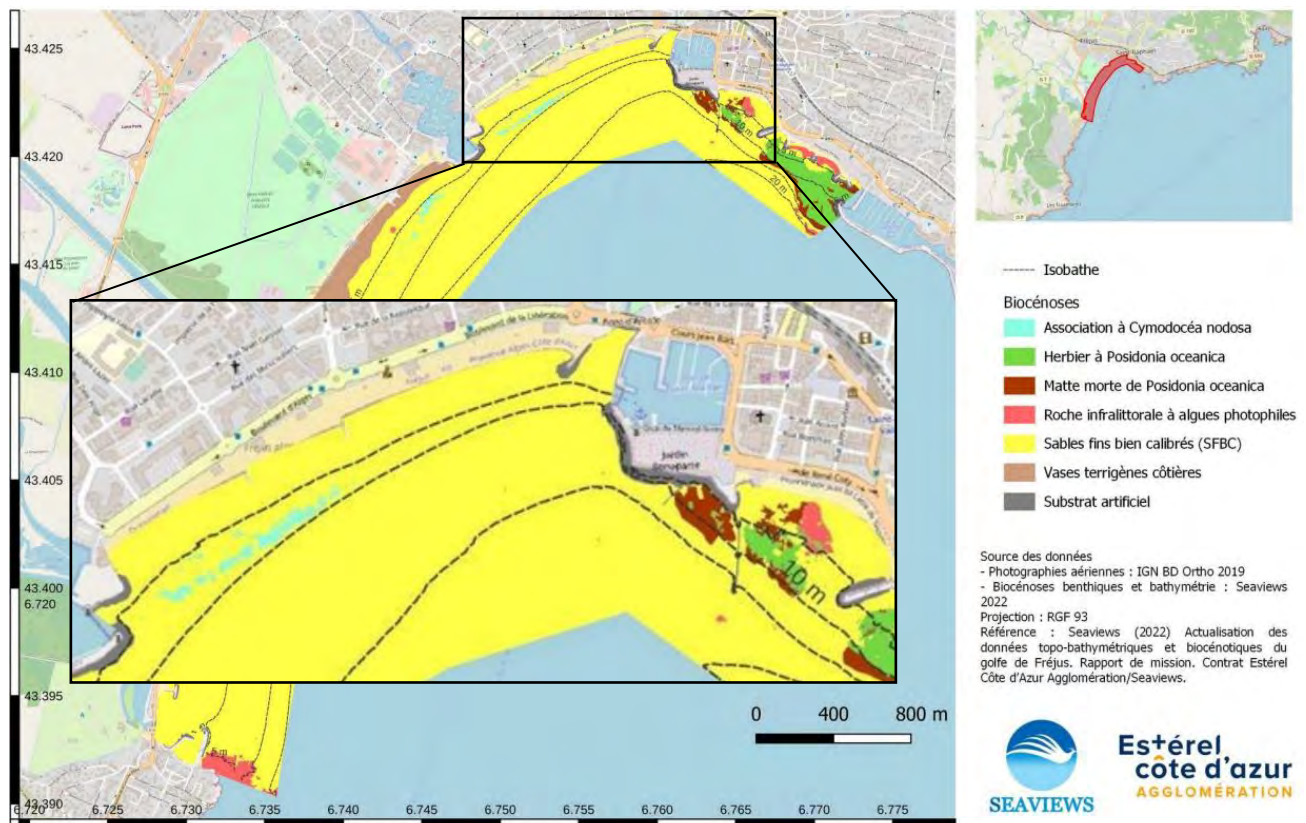 43.425
43.420
43.415
43.410
43.405
43.400
6.720
43.395
43.390
6.720
6.725
6.730
6.735
6.740
6.745
6.750
6.755
6.760
6.765
6.770
6.775
20 m
10 m
Boulevard d'Alger
Boulevard de la Libération
Provence-Alpes-Côte d'Azur
Cours Jean Bart
Jardin
Bonaparte
0 400 800 m
Isobathe
Biocénoses
Association à Cymodocéa nodosa
Herbier à Posidonia oceanica
Matte morte de Posidonia oceanica
Roche infralittorale à algues photophiles
Sables fins bien calibrés (SFBC)
Vases terrigènes côtières
Substrat artificiel
Source des données
- Photographies aériennes : IGN BD Ortho 2019
- Biocénoses benthiques et bathymétrie : Seaviews
2022
Projection : RGF 93
Référence : Seaviews (2022) Actualisation des
données topo-bathymétriques et biocénotiques du
golfe de Fréjus. Rapport de mission. Contrat Estérel
Côte d'Azur Agglomération/Seaviews.
SEAVIEWS
Estérel
côte d'azur
AGGLOMÉRATION